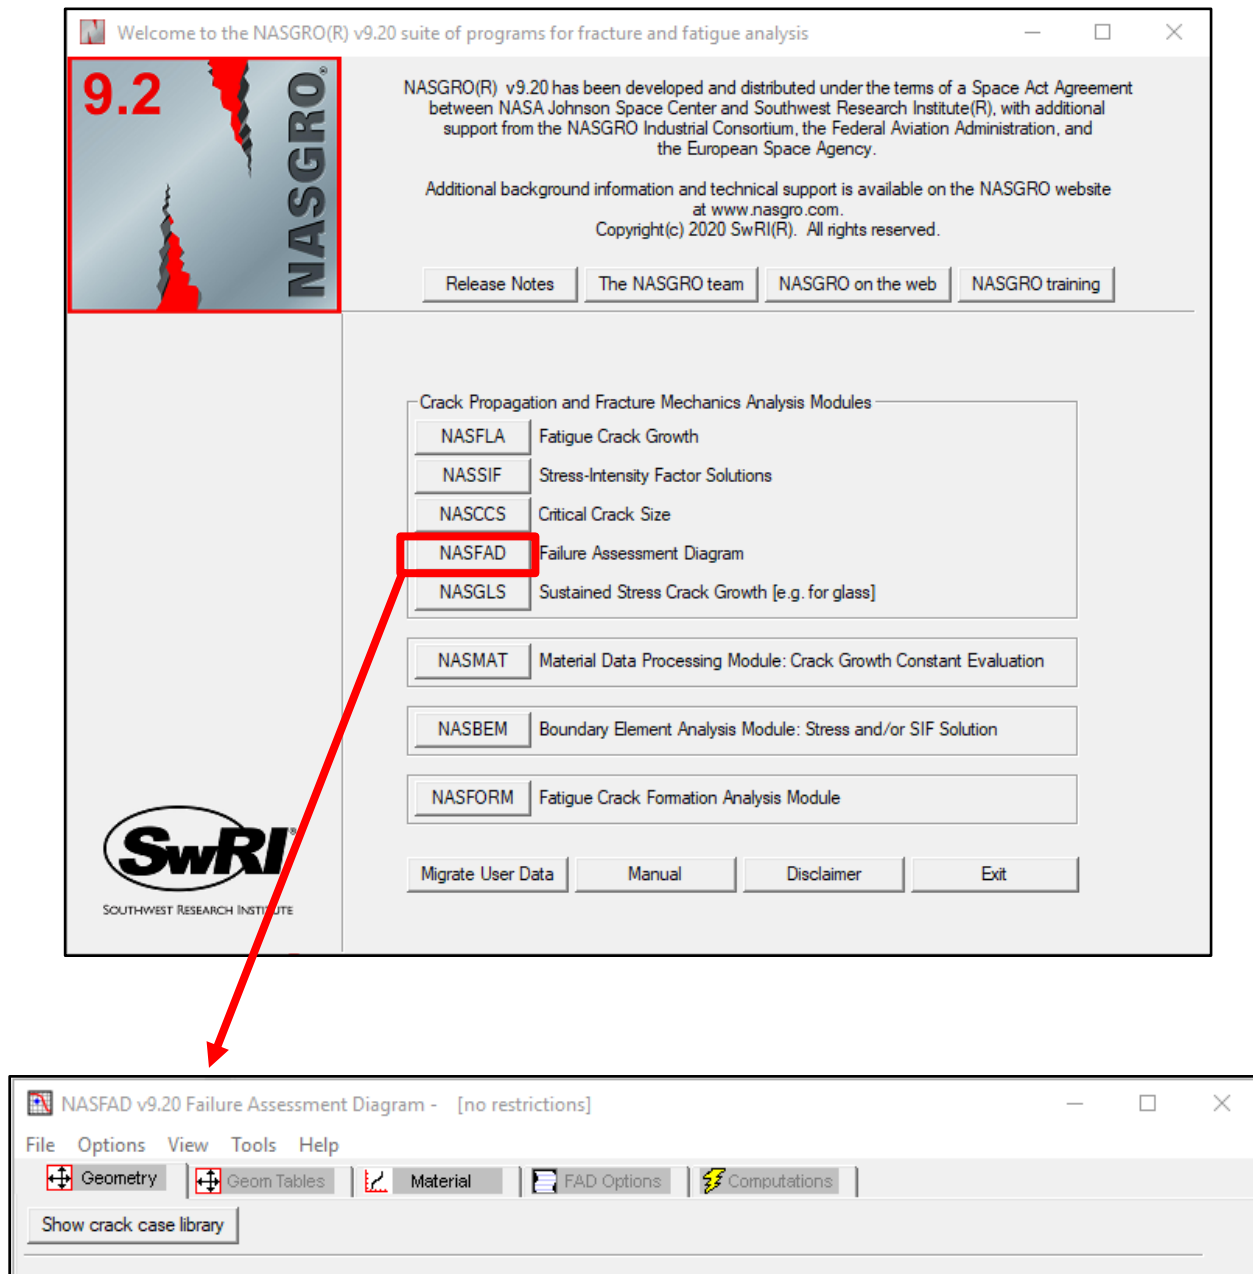 Welcome to the NASGRO(R) v9.20 suite of programs for fracture and fatigue analysis
9.2
NASGRO®
NASGRO(R) v9.20 has been developed and distributed under the terms of a Space Act Agreement
between NASA Johnson Space Center and Southwest Research Institute(R), with additional
support from the NASGRO Industrial Consortium, the Federal Aviation Administration, and
the European Space Agency.
Additional background information and technical support is available on the NASGRO website
at www.nasgro.com.
Copyright(c) 2020 SwRI(R). All rights reserved.
Release Notes The NASGRO team NASGRO on the web NASGRO training
Crack Propagation and Fracture Mechanics Analysis Modules
NASFLA Fatigue Crack Growth
NASSIF Stress-Intensity Factor Solutions
NASCCS Critical Crack Size
NASFAD Failure Assessment Diagram
NASGLS Sustained Stress Crack Growth [e.g. for glass]
NASMAT Material Data Processing Module: Crack Growth Constant Evaluation
NASBEM Boundary Element Analysis Module: Stress and/or SIF Solution
NASFORM Fatigue Crack Formation Analysis Module
SwRI®
SOUTHWEST RESEARCH INSTITUTE
Migrate User Data Manual Disclaimer Exit
NASFAD v9.20 Failure Assessment Diagram - [no restrictions]
File Options View Tools Help
Geometry Geom Tables Material FAD Options Computations
Show crack case library